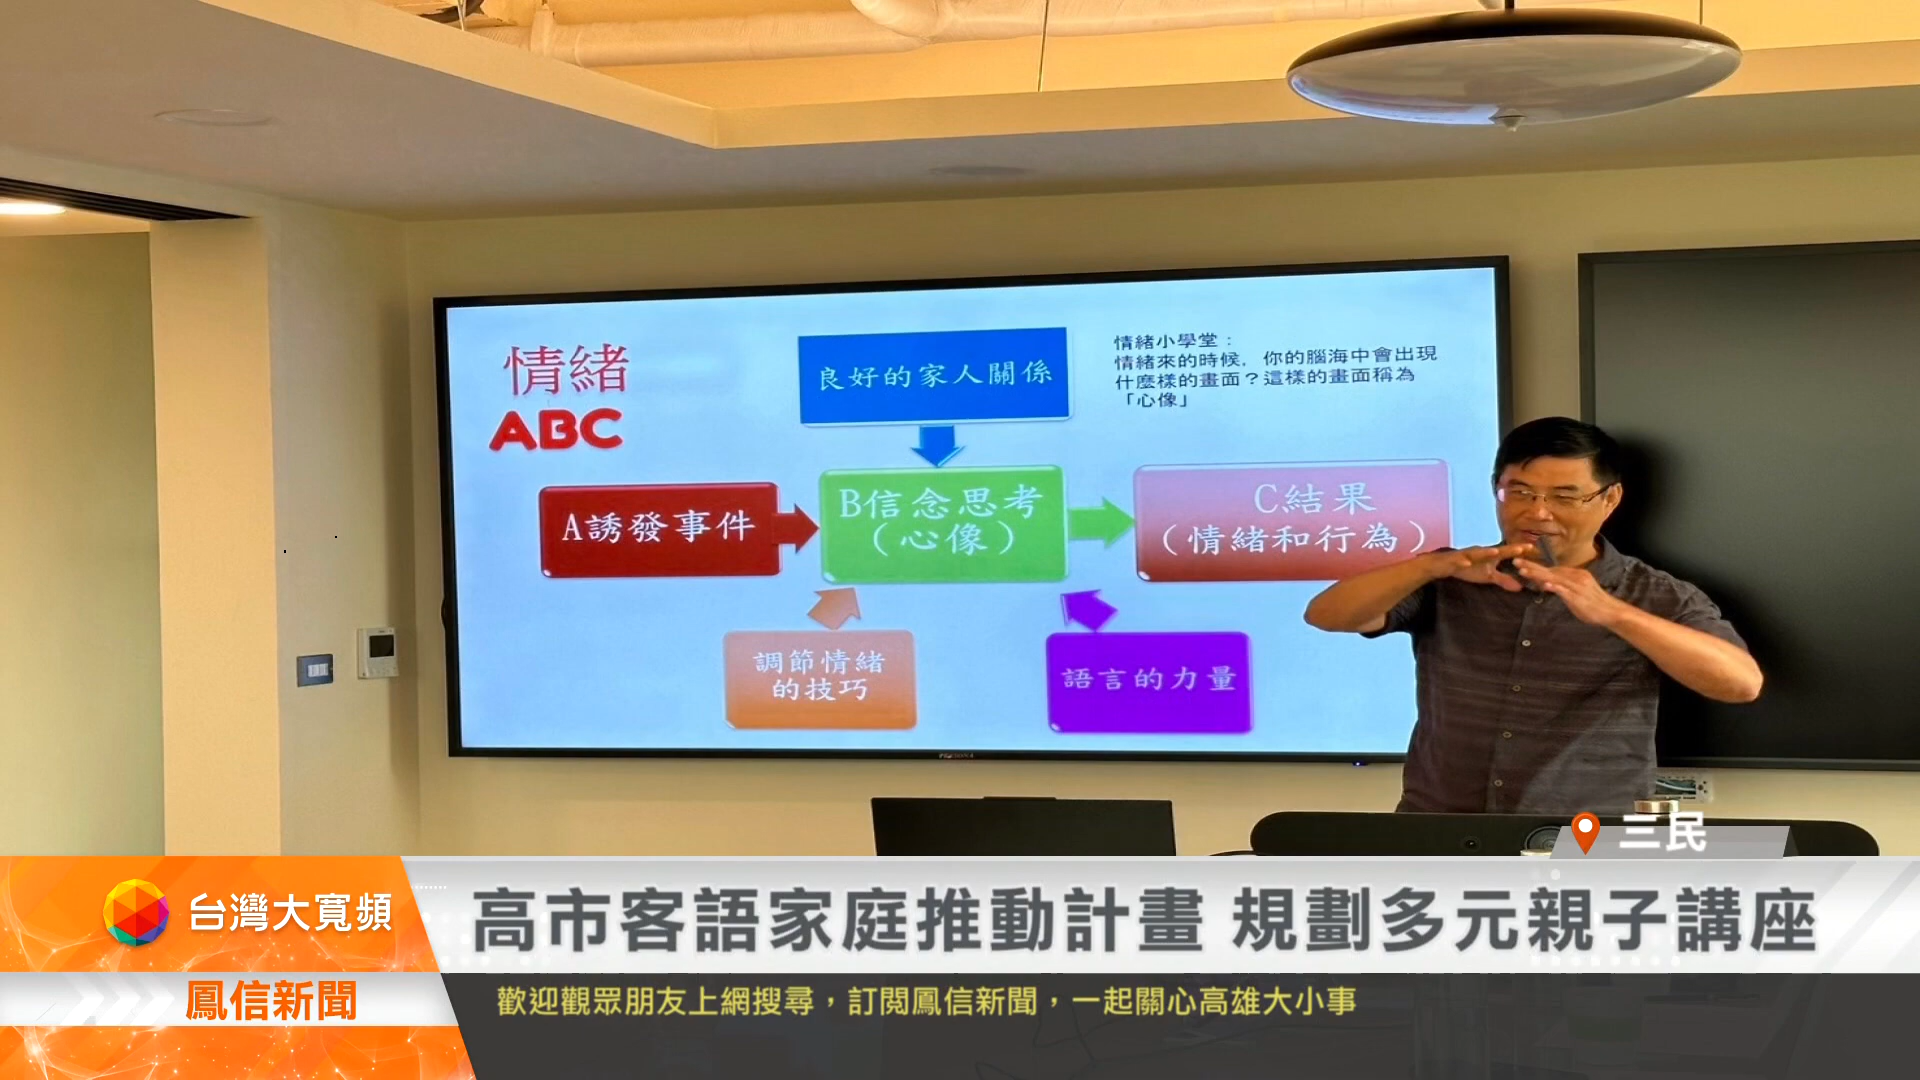 情緒
ABC
良好的家人關係
情緒小學堂：
情緒來的時候，你的腦海中會出現
什麼樣的畫面？這樣的畫面稱為
「心像」
A誘發事件
B信念思考
（心像）
C結果
（情緒和行為）
調節情緒
的技巧
語言的力量
三民
台灣大寬頻
高市客語家庭推動計畫 規劃多元親子講座
鳳信新聞
歡迎觀眾朋友上網搜尋，訂閱鳳信新聞，一起關心高雄大小事